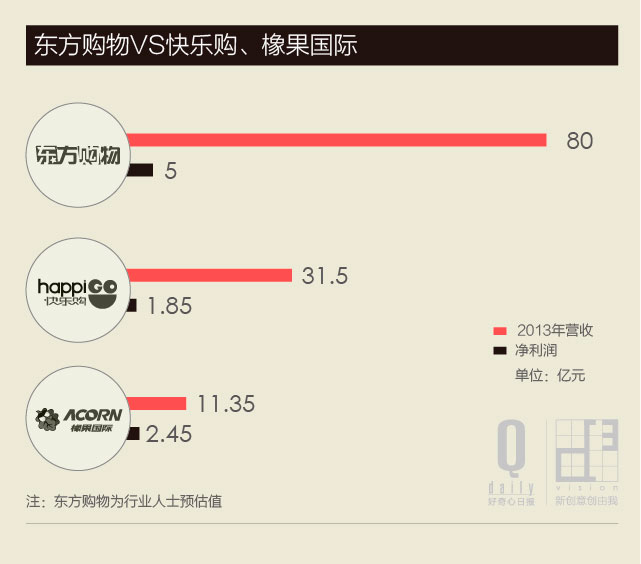 东方购物VS快乐购、橡果国际
东方购物
80
5
happiGO
快乐购
31.5
1.85
ACORN
橡果国际
11.35
2.45
2013年营收
净利润
单位：亿元
Q
daily
好奇心日报
vision
新创意创由我
注：东方购物为行业人士预估值